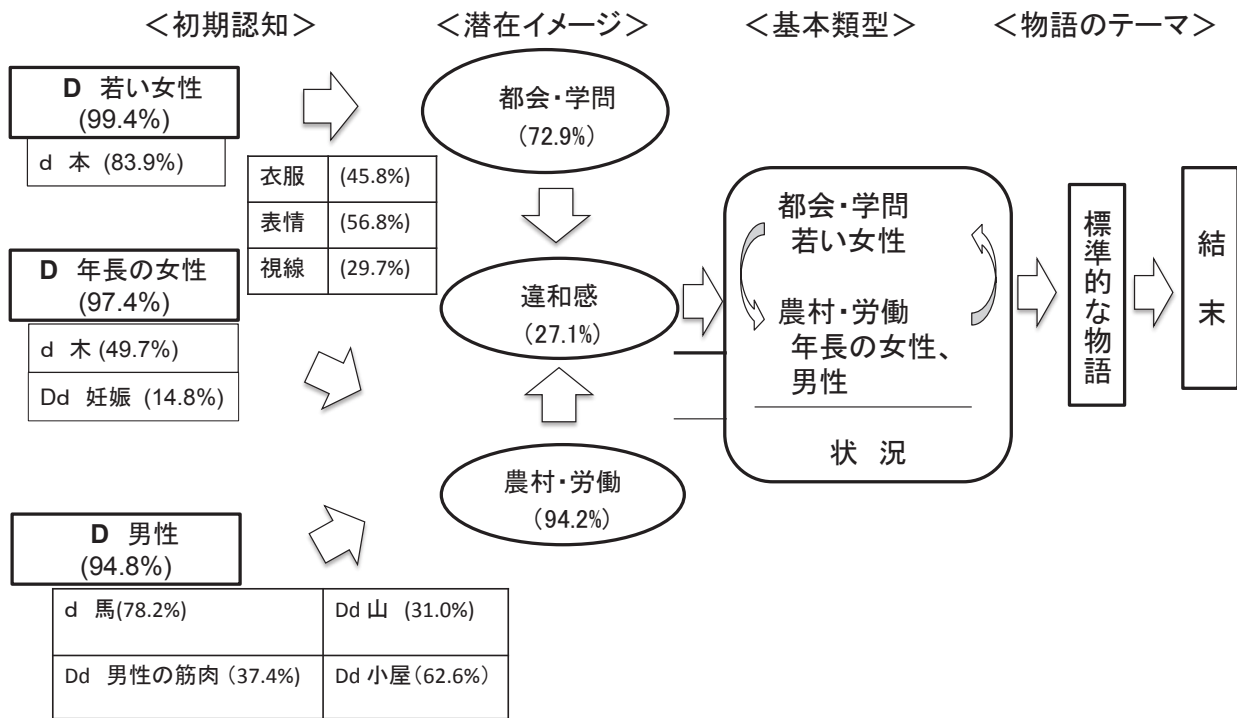 ＜初期認知＞
＜潜在イメージ＞
＜基本類型＞
＜物語のテーマ＞
D 若い女性
(99.4%)
d 本 (83.9%)
衣服 (45.8%)
表情 (56.8%)
視線 (29.7%)
D 年長の女性
(97.4%)
d 木 (49.7%)
Dd 妊娠 (14.8%)
D 男性
(94.8%)
d 馬(78.2%)
Dd 山 (31.0%)
Dd 男性の筋肉 (37.4%)
Dd 小屋(62.6%)
都会・学問
(72.9%)
違和感
(27.1%)
農村・労働
(94.2%)
都会・学問
若い女性
農村・労働
年長の女性、
男性
状 況
標準的な物語
結末